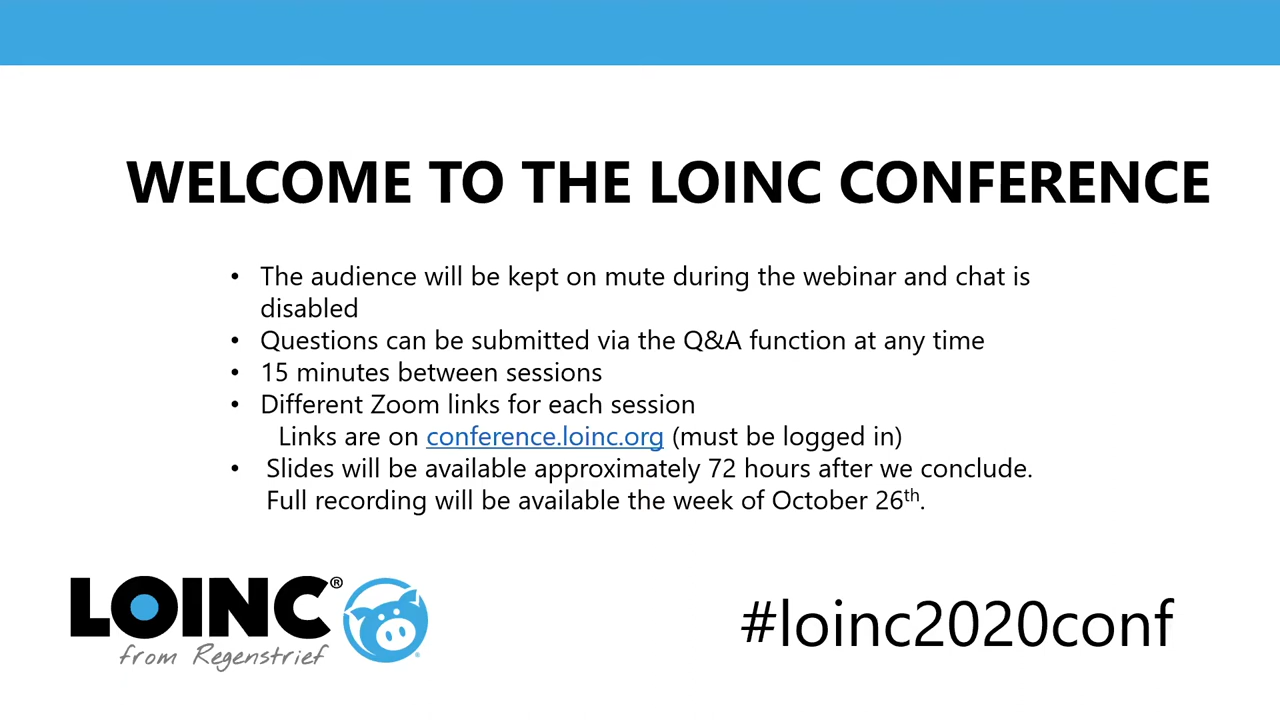 WELCOME TO THE LOINC CONFERENCE
• The audience will be kept on mute during the webinar and chat is
disabled
• Questions can be submitted via the Q&A function at any time
• 15 minutes between sessions
• Different Zoom links for each session
Links are on conference.loinc.org (must be logged in)
• Slides will be available approximately 72 hours after we conclude.
Full recording will be available the week of October 26th.
LOINC®
from Regenstrief
#loinc2020conf